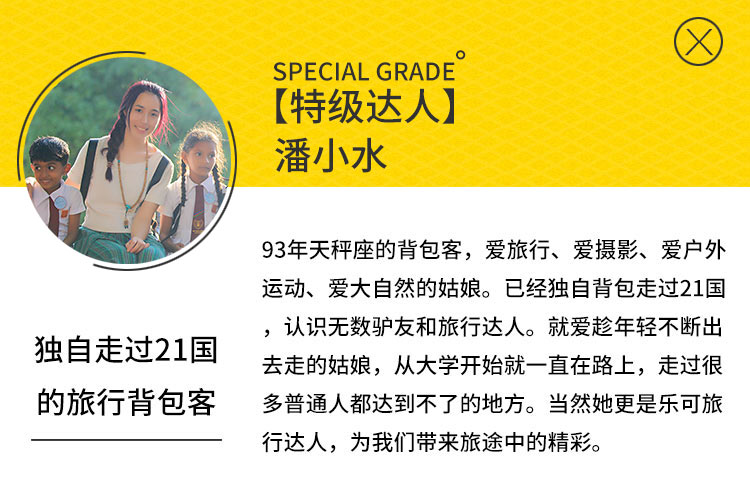 SPECIAL GRADE
【特级达人】
潘小水
独自走过21国
的旅行背包客
93年天秤座的背包客，爱旅行、爱摄影、爱户外
运动、爱大自然的姑娘。已经独自背包走过21国
，认识无数驴友和旅行达人。就爱趁年轻不断出
去走的姑娘，从大学开始就一直在路上，走过很
多普通人都达到不了的地方。当然她更是乐可旅
行达人，为我们带来旅途中的精彩。